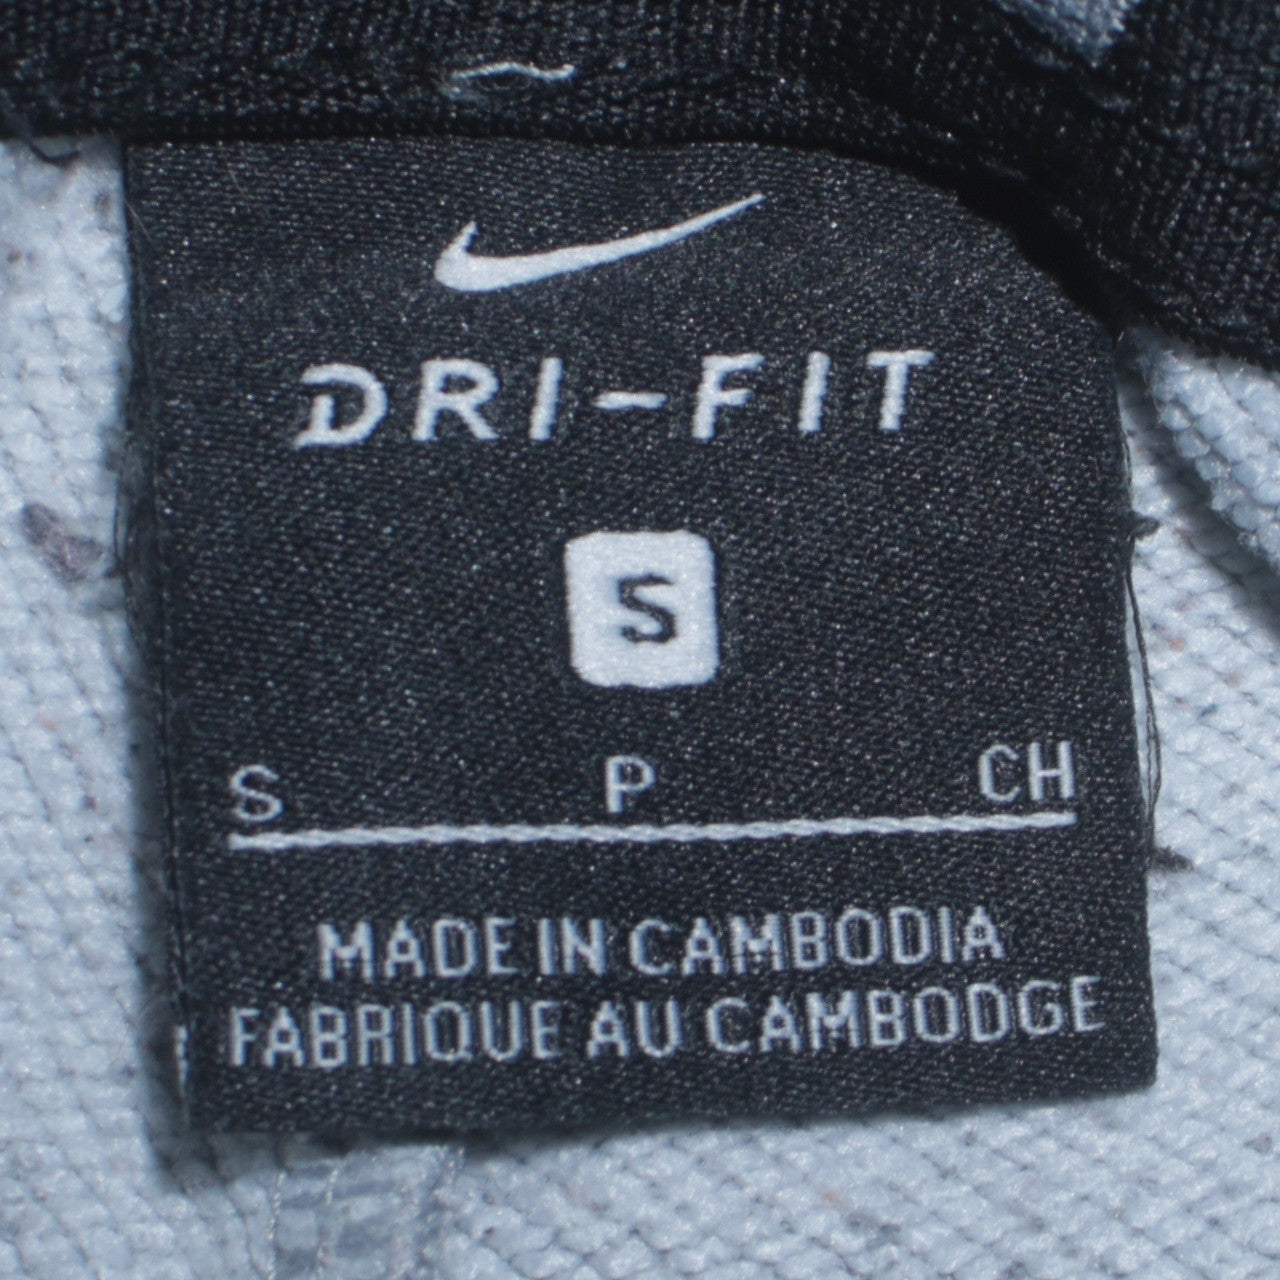 DRI-FIT
S
S P CH
MADE IN CAMBODIA
FABRIQUE AU CAMBODGE